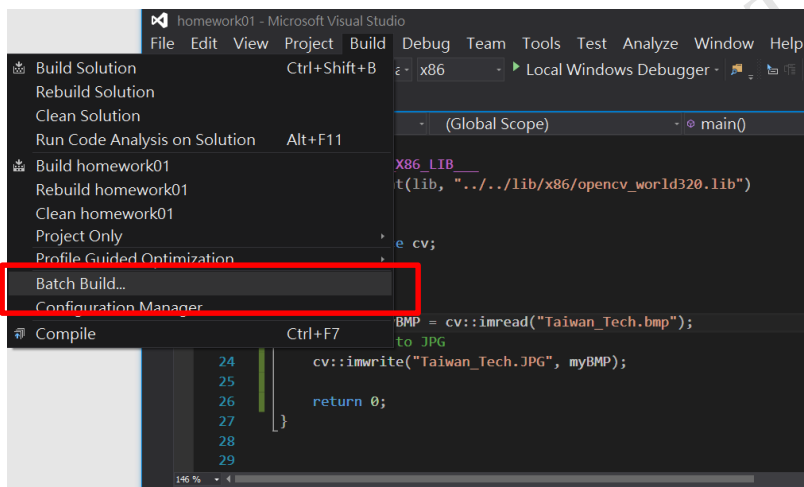 homework01 - Microsoft Visual Studio
File Edit View Project Build Debug Team Tools Test Analyze Window Help
Build Solution Ctrl+Shift+B
x86 Local Windows Debugger
Rebuild Solution
Clean Solution
(Global Scope) main()
Run Code Analysis on Solution Alt+F11
Build homework01
X86_LIB___
Rebuild homework01
t(lib, "../../lib/x86/opencv_world320.lib")
Clean homework01
Project Only
e cv;
Profile Guided Optimization
Batch Build...
Configuration Manager
BMP = cv::imread("Taiwan_Tech.bmp");
Compile Ctrl+F7
to JPG
24 cv::imwrite("Taiwan_Tech.JPG", myBMP);
25
26 return 0;
27 }
28
29
146 %